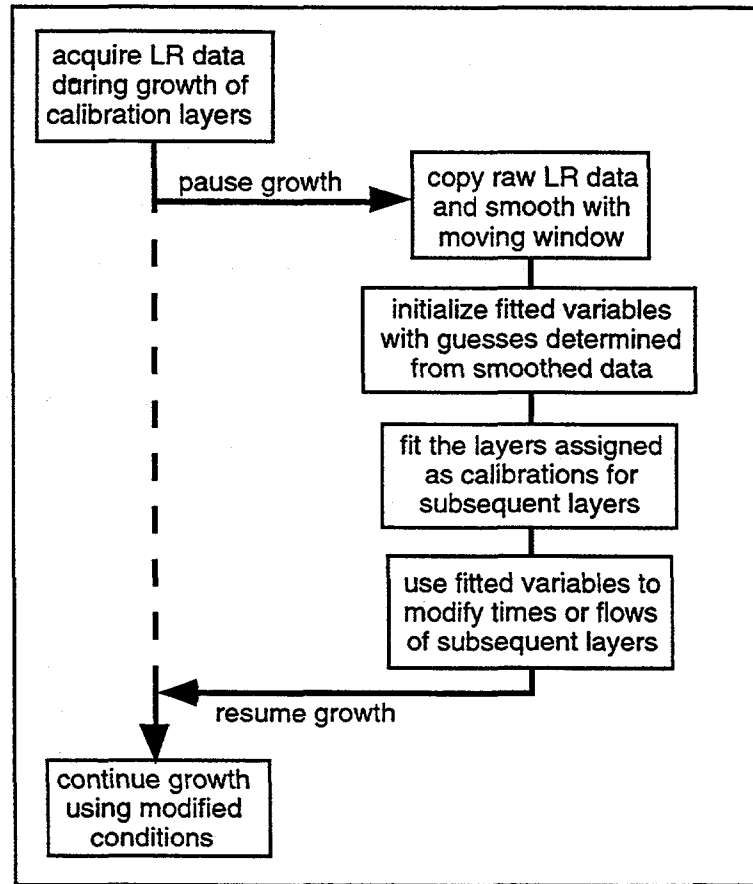 acquire LR data
during growth of
calibration layers
pause growth
copy raw LR data
and smooth with
moving window
initialize fitted variables
with guesses determined
from smoothed data
fit the layers assigned
as calibrations for
subsequent layers
use fitted variables to
modify times or flows
of subsequent layers
resume growth
continue growth
using modified
conditions